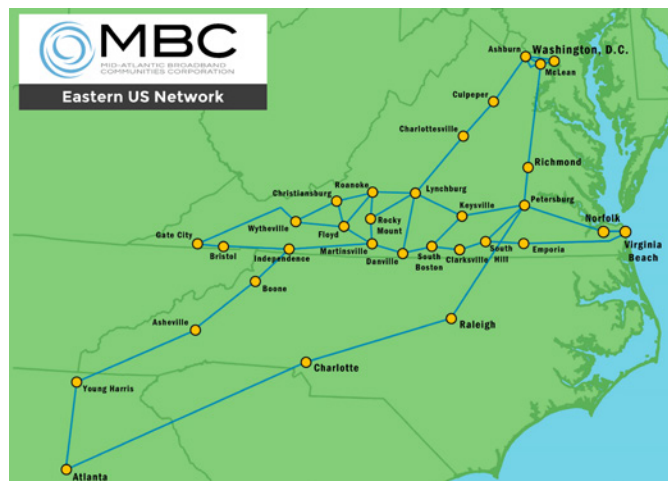 MBC
MID-ATLANTIC BROADBAND
COMMUNITIES CORPORATION
Eastern US Network
Ashburn
Washington, D.C.
McLean
Culpeper
Charlottesville
Richmond
Roanoke
Christiansburg
Lynchburg
Keysville
Petersburg
Wytheville
Rocky
Mount
Floyd
Gate City
Norfolk
Virginia
Beach
Bristol
Independence
Martinsville
Danville
South
Boston
Clarksville
South
Hill
Emporia
Boone
Asheville
Raleigh
Charlotte
Young Harris
Atlanta